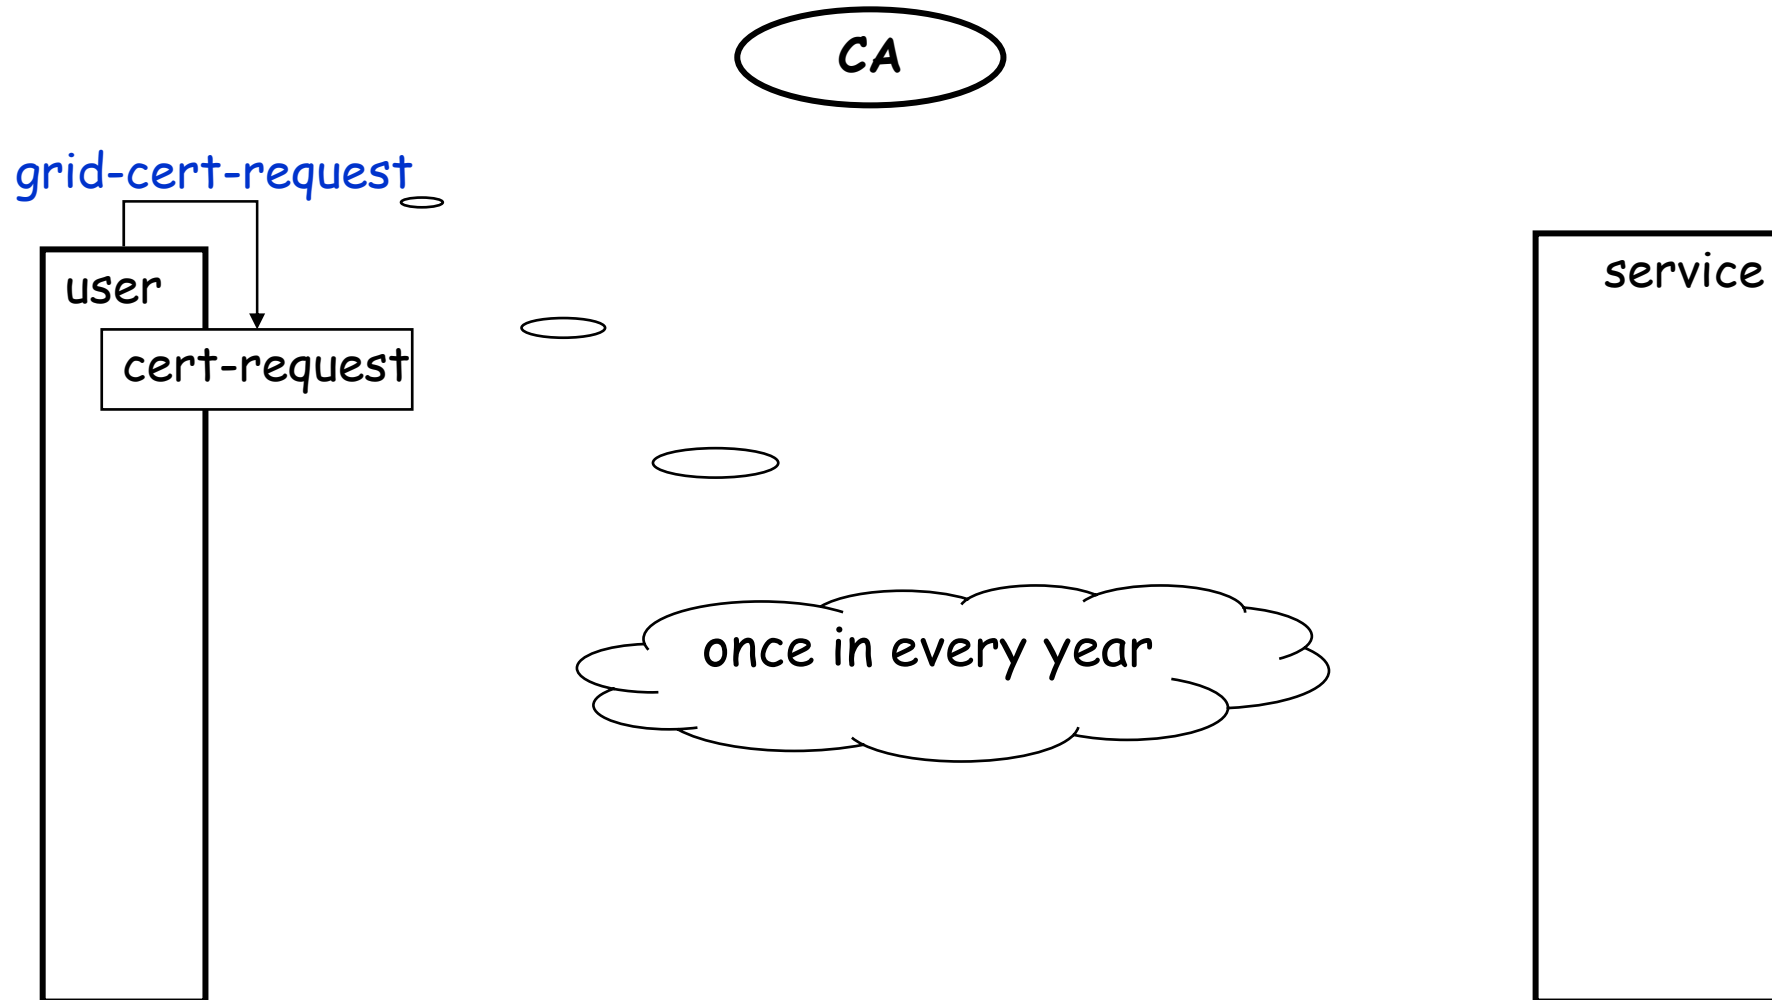 CA
grid-cert-request
user
service
cert-request
once in every year